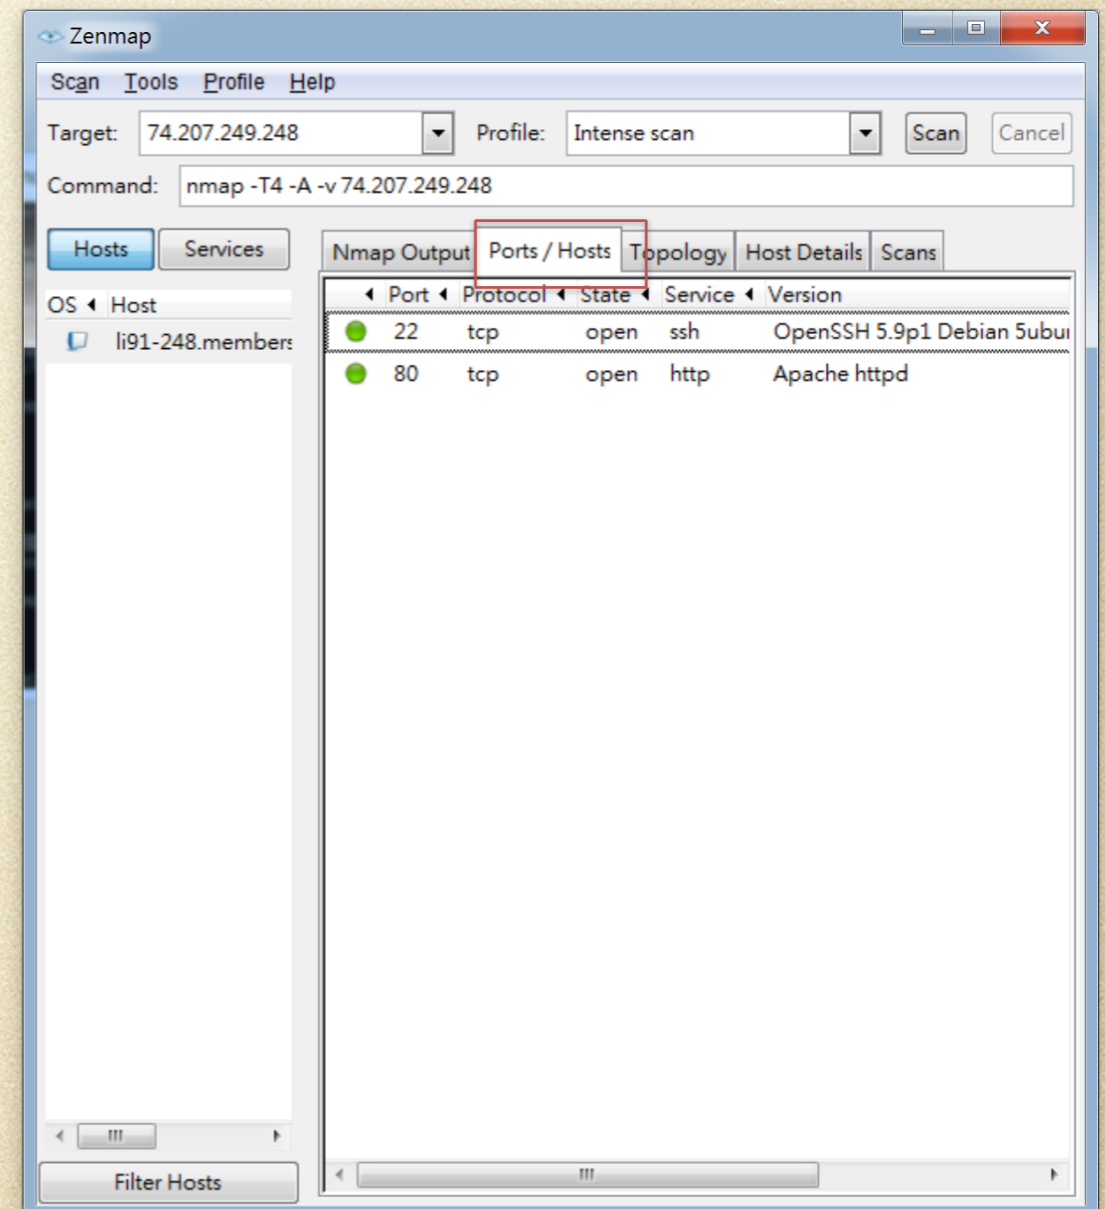 Zenmap
Scan Tools Profile Help
Target: 74.207.249.248 Profile: Intense scan Scan Cancel
Command: nmap -T4 -A -v 74.207.249.248
Hosts Services Nmap Output Ports / Hosts Topology Host Details Scans
OS Host Port Protocol State Service Version
li91-248.members 22 tcp open ssh OpenSSH 5.9p1 Debian 5ubu
80 tcp open http Apache httpd
Filter Hosts